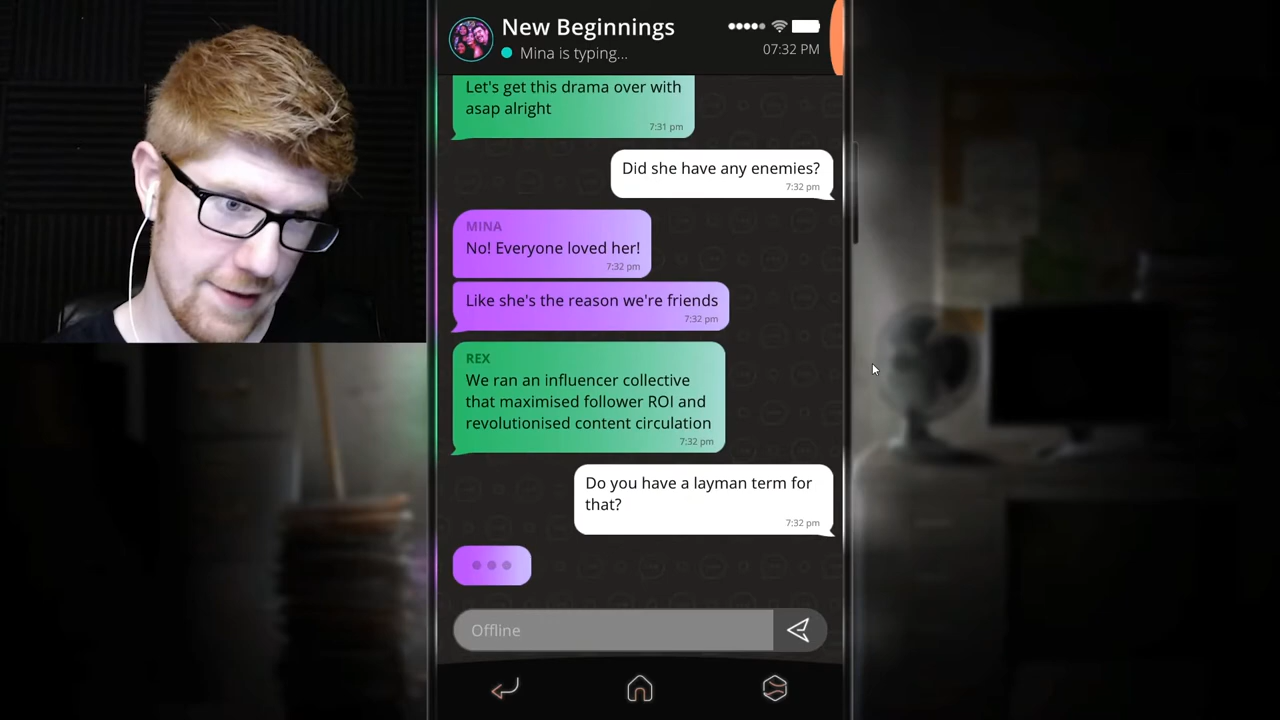 New Beginnings
Mina is typing...
07:32 PM
Let's get this drama over with
asap alright
7:31 pm
Did she have any enemies?
7:32 pm
MINA
No! Everyone loved her!
7:32 pm
Like she's the reason we're friends
7:32 pm
REX
We ran an influencer collective
that maximised follower ROI and
revolutionised content circulation
7:32 pm
Do you have a layman term for
that?
7:32 pm
Offline